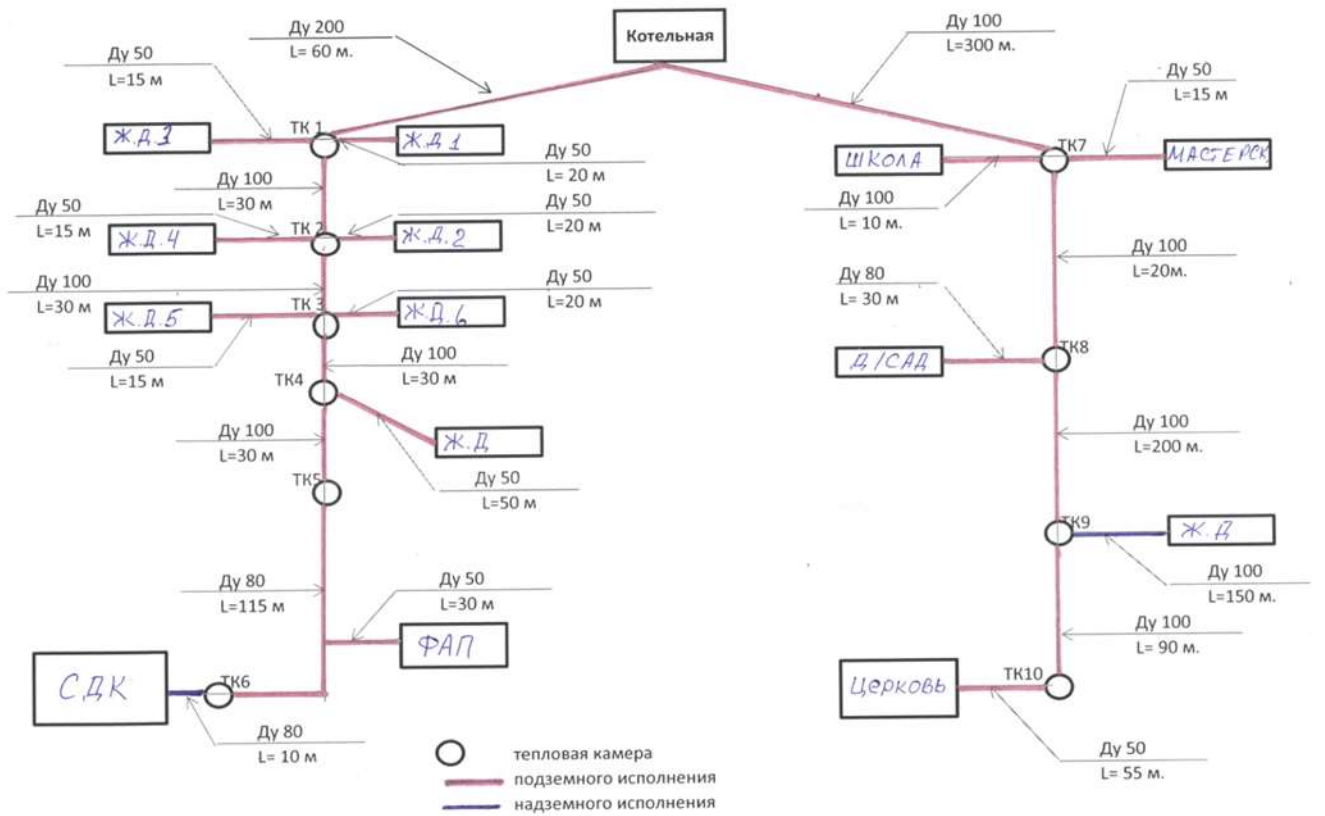 Ду 200
L= 60 м.
Котельная
Ду 100
L=300 м.
Ду 50
L=15 м
Ду 50
L=15 м
Ж.Д.3
ТК 1
Ж.Д.1
Ду 50
L= 20 м
ШКОЛА
ТК7
МАСТЕРСК
Ду 100
L=30 м
Ду 100
L= 10 м.
Ду 50
L=15 м
Ж.Д.4
ТК 2
Ж.Д.2
Ду 50
L=20 м
Ду 100
L=20м.
Ду 100
L=30 м
Ж.Д.5
ТК 3
Ж.Д.6
Ду 50
L=20 м
Ду 80
L= 30 м
Ду 50
L=15 м
Ду 100
L=30 м
Д/САД
ТК8
ТК4
Ду 100
L=30 м
Ж.Д
Ду 100
L=200 м.
ТК5
Ду 50
L=50 м
ТК9
Ж.Д
Ду 80
L=115 м
Ду 50
L=30 м
Ду 100
L=150 м.
ФАП
Ду 100
L= 90 м.
СДК
ТК6
Церковь
ТК10
Ду 80
L= 10 м
Ду 50
L= 55 м.
тепловая камера
подземного исполнения
надземного исполнения